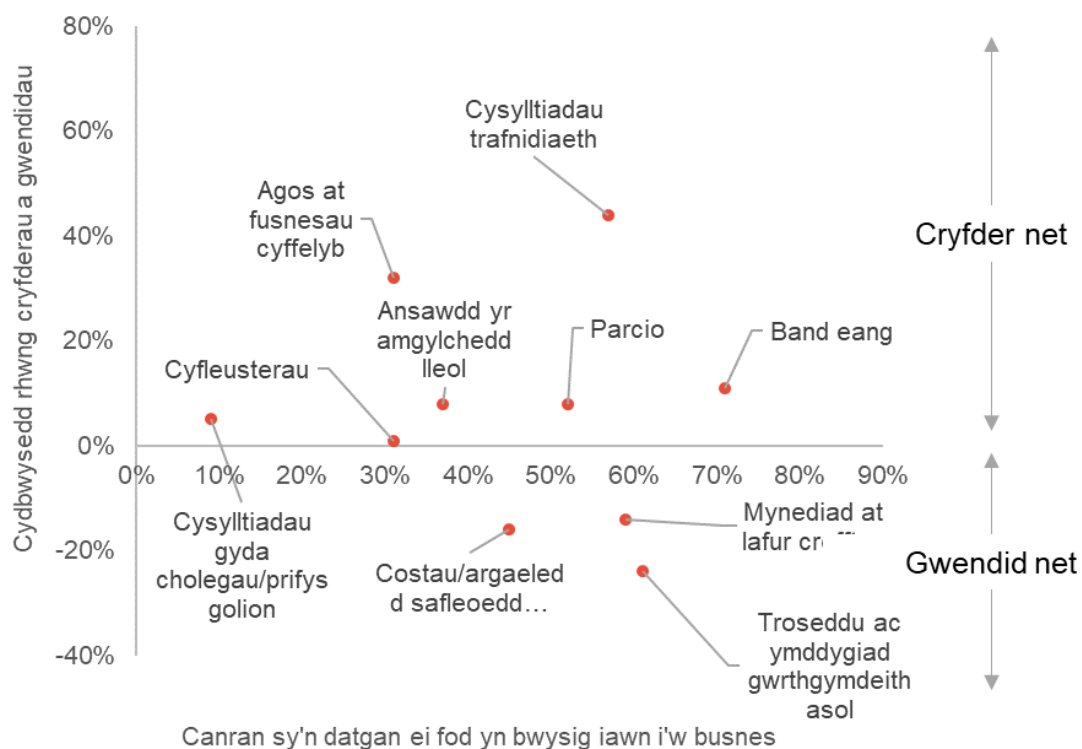 80%
60%
40%
20%
0%
-20%
-40%
Cydbwysedd rhwng cryfderau a gwendidau
Cysylltiadau
trafnidiaeth
Agos at
fusnesau
cyffelyb
Ansawdd yr
amgylchedd
lleol
Parcio
Band eang
Cyfleusterau
Cryfder net
0% 10% 20% 30% 40% 50% 60% 70% 80% 90%
Cysylltiadau
gyda
cholegau/prifys
golion
Costau/argaeled
d safleoedd…
Mynediad at
lafur
Gwendid net
Troseddu ac
ymddygiad
gwrthgymdeith
asol
Canran sy'n datgan ei fod yn bwysig iawn i'w busnes